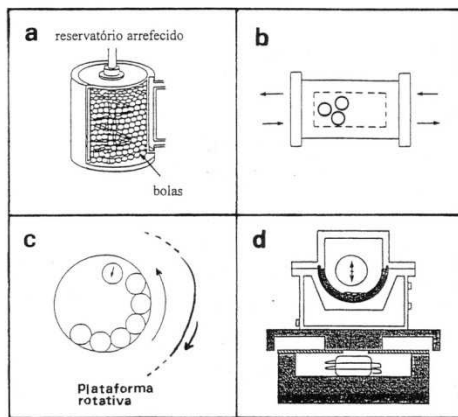 a
reservatório arrefecido
bolas
b
c
Plataforma
rotativa
d